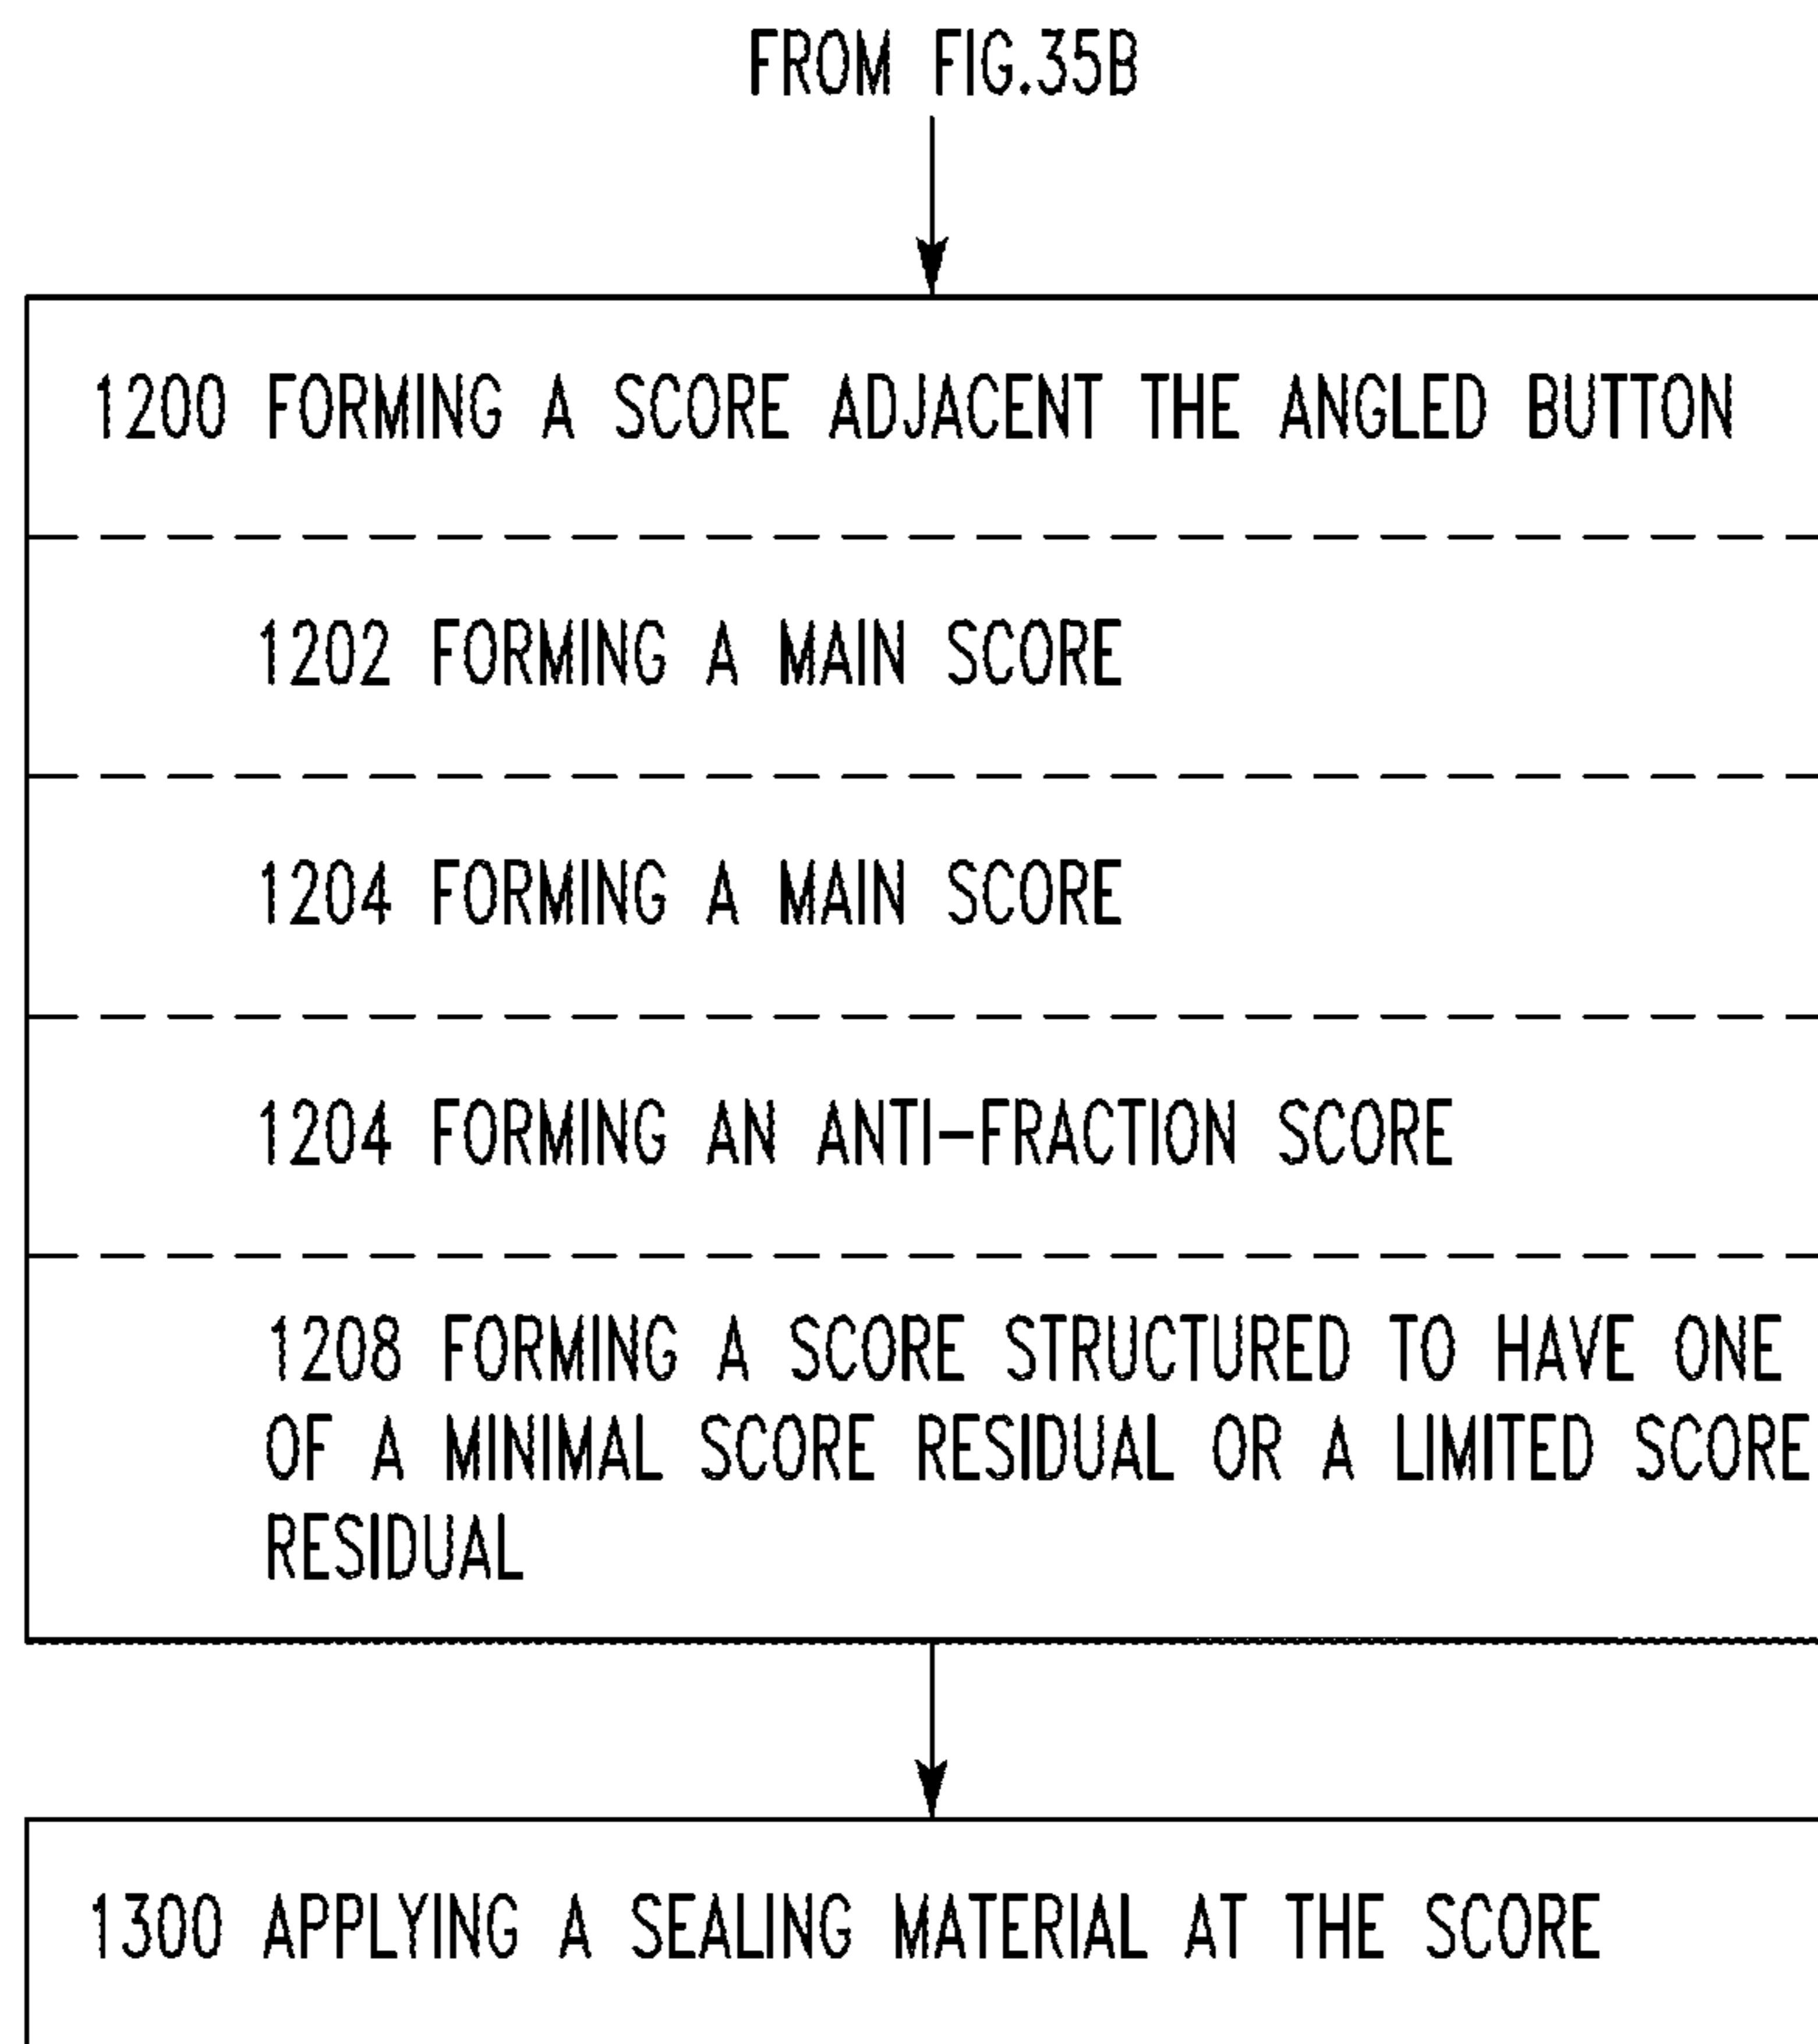 FROM FIG.35B
1200 FORMING A SCORE ADJACENT THE ANGLED BUTTON
1202 FORMING A MAIN SCORE
1204 FORMING A MAIN SCORE
1204 FORMING AN ANTI-FRACTION SCORE
1208 FORMING A SCORE STRUCTURED TO HAVE ONE
OF A MINIMAL SCORE RESIDUAL OR A LIMITED SCORE
RESIDUAL
1300 APPLYING A SEALING MATERIAL AT THE SCORE